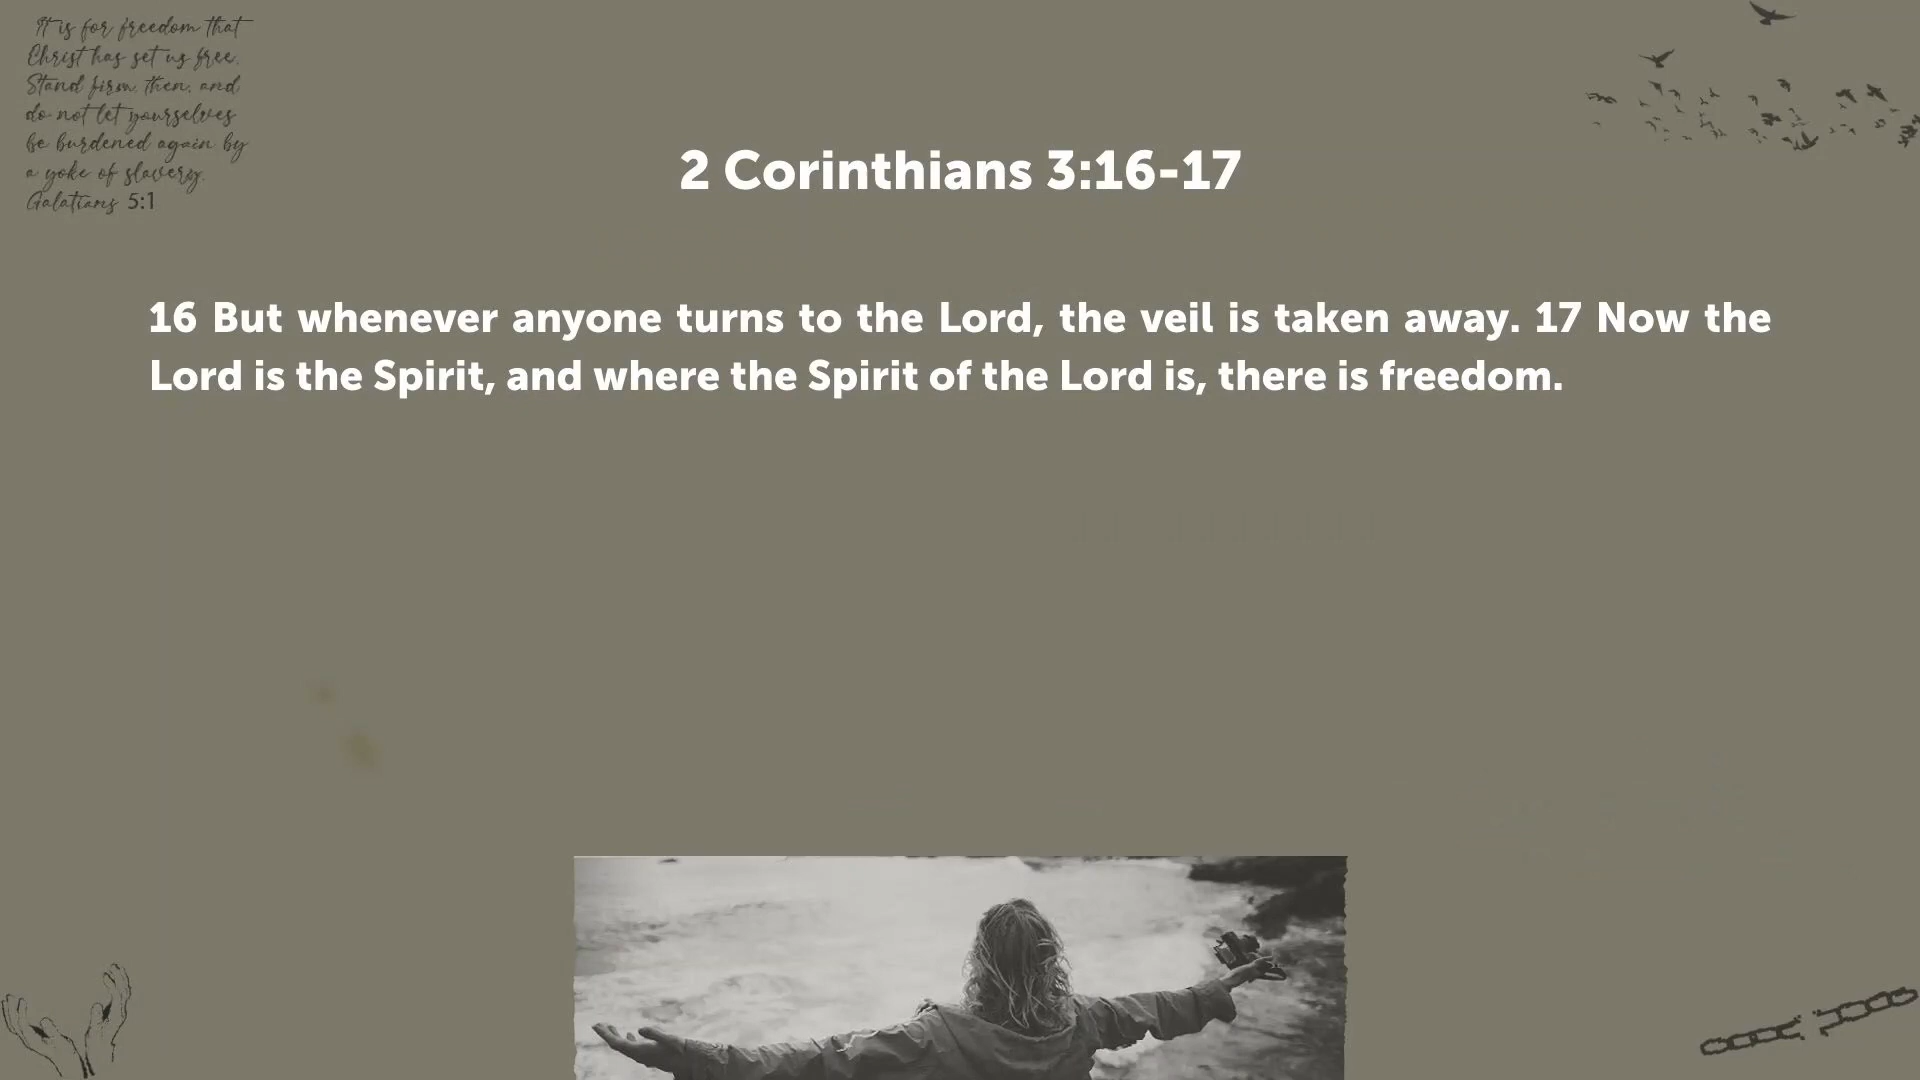 It is for freedom that
Christ has set us free.
Stand firm, then, and
do not let yourselves
be burdened again by
a yoke of slavery.
Galatians 5:1
2 Corinthians 3:16-17
16 But whenever anyone turns to the Lord, the veil is taken away. 17 Now the
Lord is the Spirit, and where the Spirit of the Lord is, there is freedom.